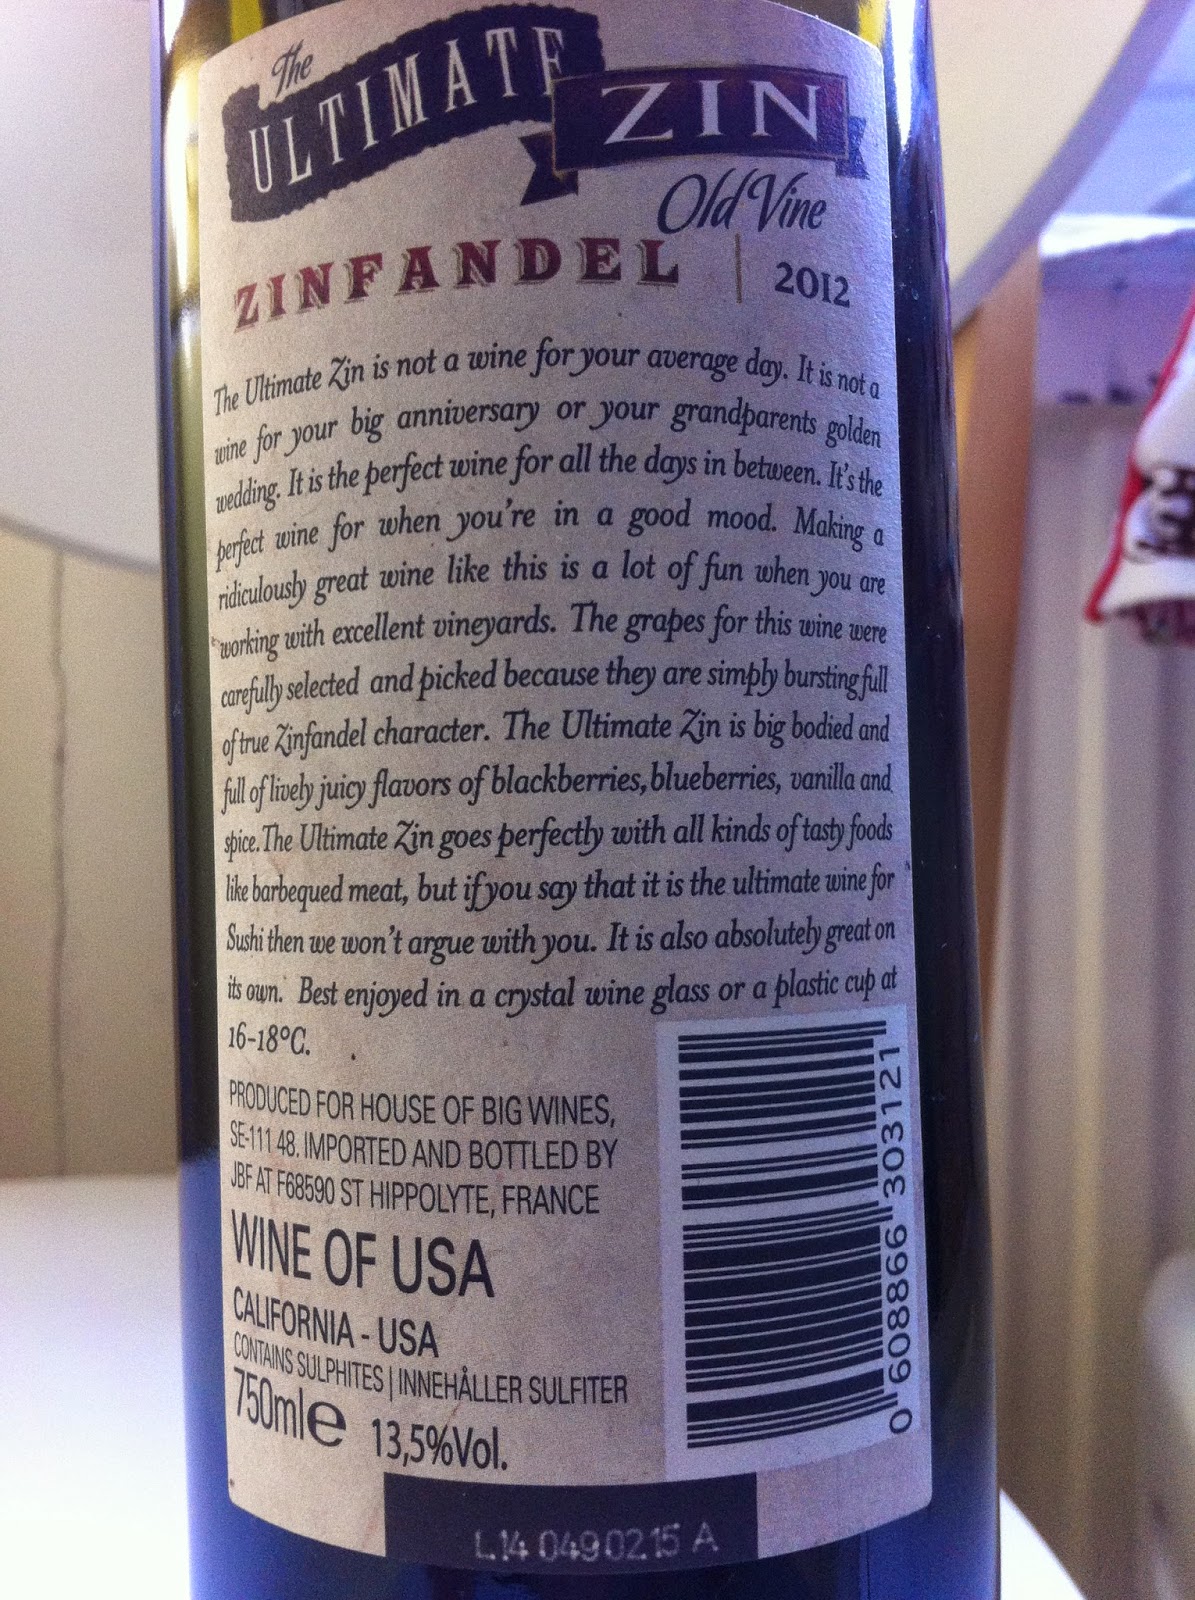 The
ULTIMATE ZIN
Old Vine
ZINFANDEL | 2012
The Ultimate Zin is not a wine for your average day. It is not a
wine for your big anniversary or your grandparents golden
wedding. It is the perfect wine for all the days in between. It's the
perfect wine for when you're in a good mood. Making a
ridiculously great wine like this is a lot of fun when you are
working with excellent vineyards. The grapes for this wine were
carefully selected and picked because they are simply bursting full
of true Zinfandel character. The Ultimate Zin is big bodied and
full of lively juicy flavors of blackberries, blueberries, vanilla and
spice. The Ultimate Zin goes perfectly with all kinds of tasty foods
like barbequed meat, but if you say that it is the ultimate wine for
Sushi then we won't argue with you. It is also absolutely great on
its own. Best enjoyed in a crystal wine glass or a plastic cup at
16-18°C.
PRODUCED FOR HOUSE OF BIG WINES,
SE-111 48. IMPORTED AND BOTTLED BY
JBF AT F68590 ST HIPPOLYTE, FRANCE
WINE OF USA
CALIFORNIA - USA
CONTAINS SULPHITES | INNEHÅLLER SULFITER
750ml e 13,5%Vol.
0 608866 303121
L14 0490215 A